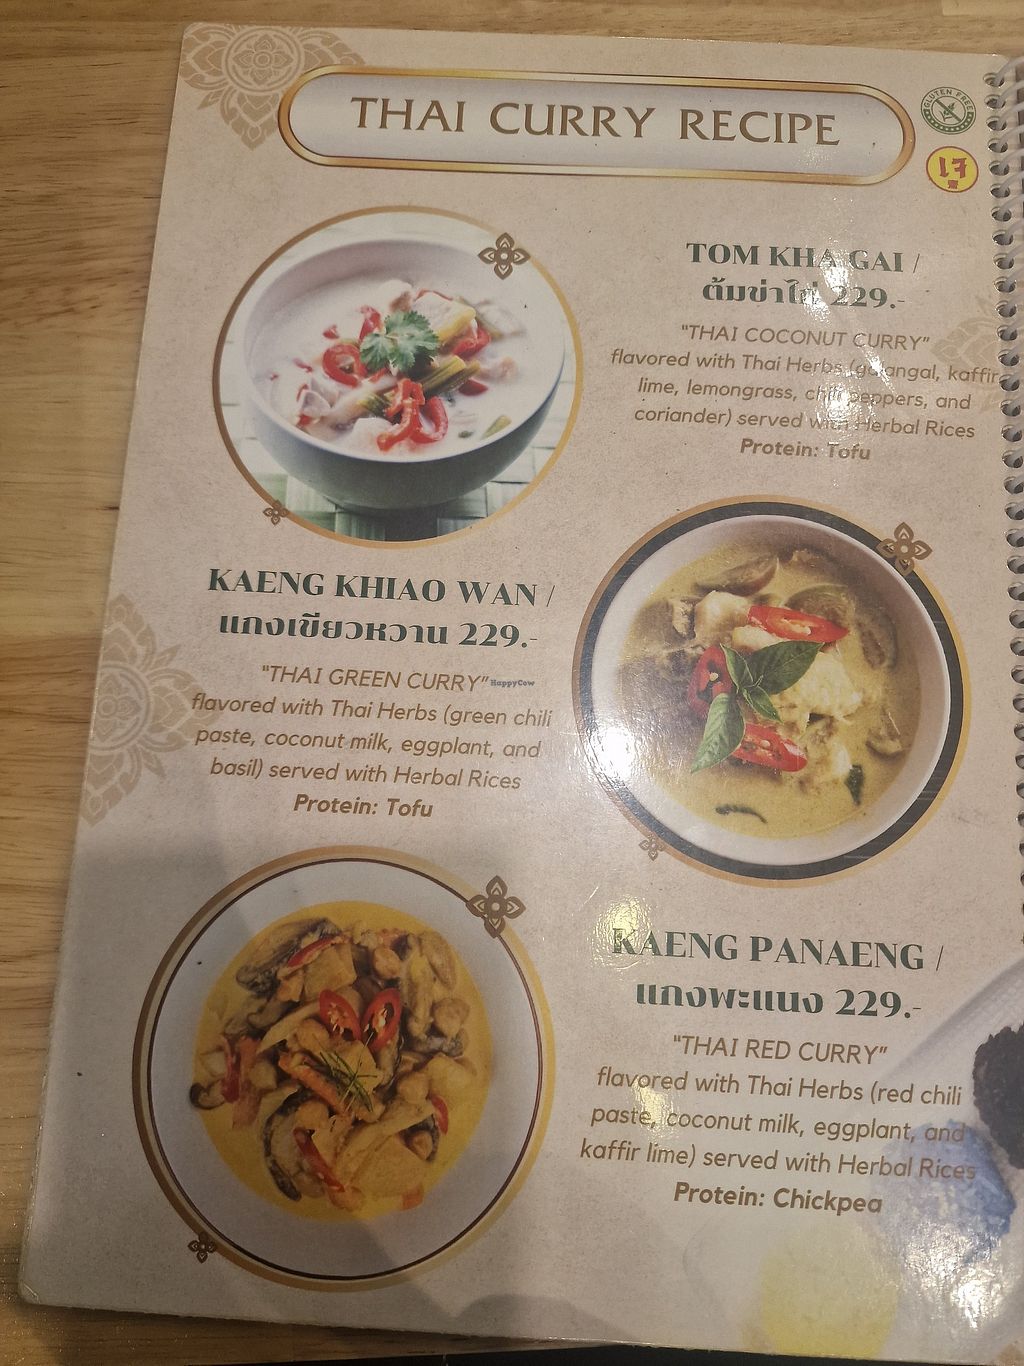 THAI CURRY RECIPE
GLUTEN FREE
เจ
TOM KHA GAI /
ต้มข่าไก่ 229.-
"THAI COCONUT CURRY"
flavored with Thai Herbs (galangal, kaffir
lime, lemongrass, chili peppers, and
coriander) served with Herbal Rices
Protein: Tofu
KAENG KHIAO WAN /
แกงเขียวหวาน 229.-
"THAI GREEN CURRY"
HappyCow
flavored with Thai Herbs (green chili
paste, coconut milk, eggplant, and
basil) served with Herbal Rices
Protein: Tofu
KAENG PANAENG /
แกงพะแนง 229.-
"THAI RED CURRY"
flavored with Thai Herbs (red chili
paste, coconut milk, eggplant, and
kaffir lime) served with Herbal Rices
Protein: Chickpea